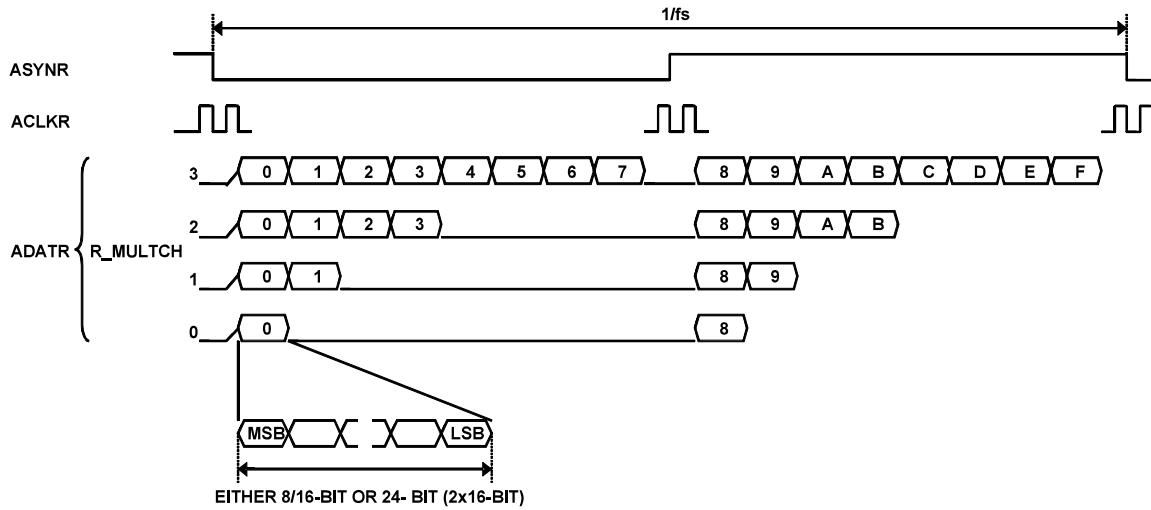 1/fs
ASYNR
ACLKR
3 0 1 2 3 4 5 6 7 8 9 A B C D E F
2 0 1 2 3 8 9 A B
ADATR R_MULTCH
1 0 1 8 9
0 0 8
MSB LSB
EITHER 8/16-BIT OR 24- BIT (2x16-BIT)